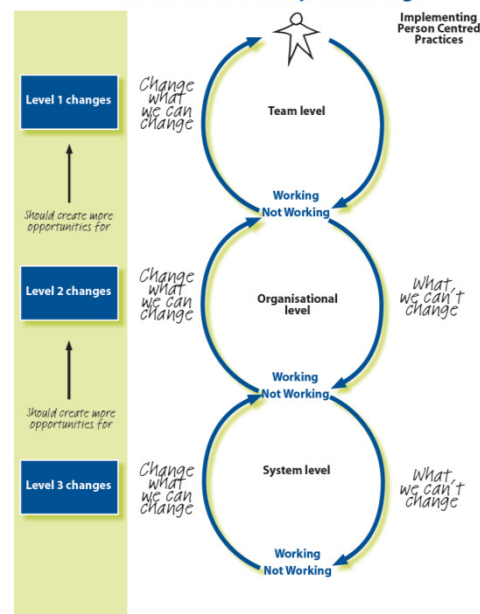 Implementing
Person Centred
Practices
Level 1 changes
Change
what
we can
change
Team level
Should create more
opportunities for
Working
Not Working
Level 2 changes
Change
what
we can
change
Organisational
level
What
we can't
change
Should create more
opportunities for
Working
Not Working
Level 3 changes
Change
what
we can
change
System level
What
we can't
change
Working
Not Working